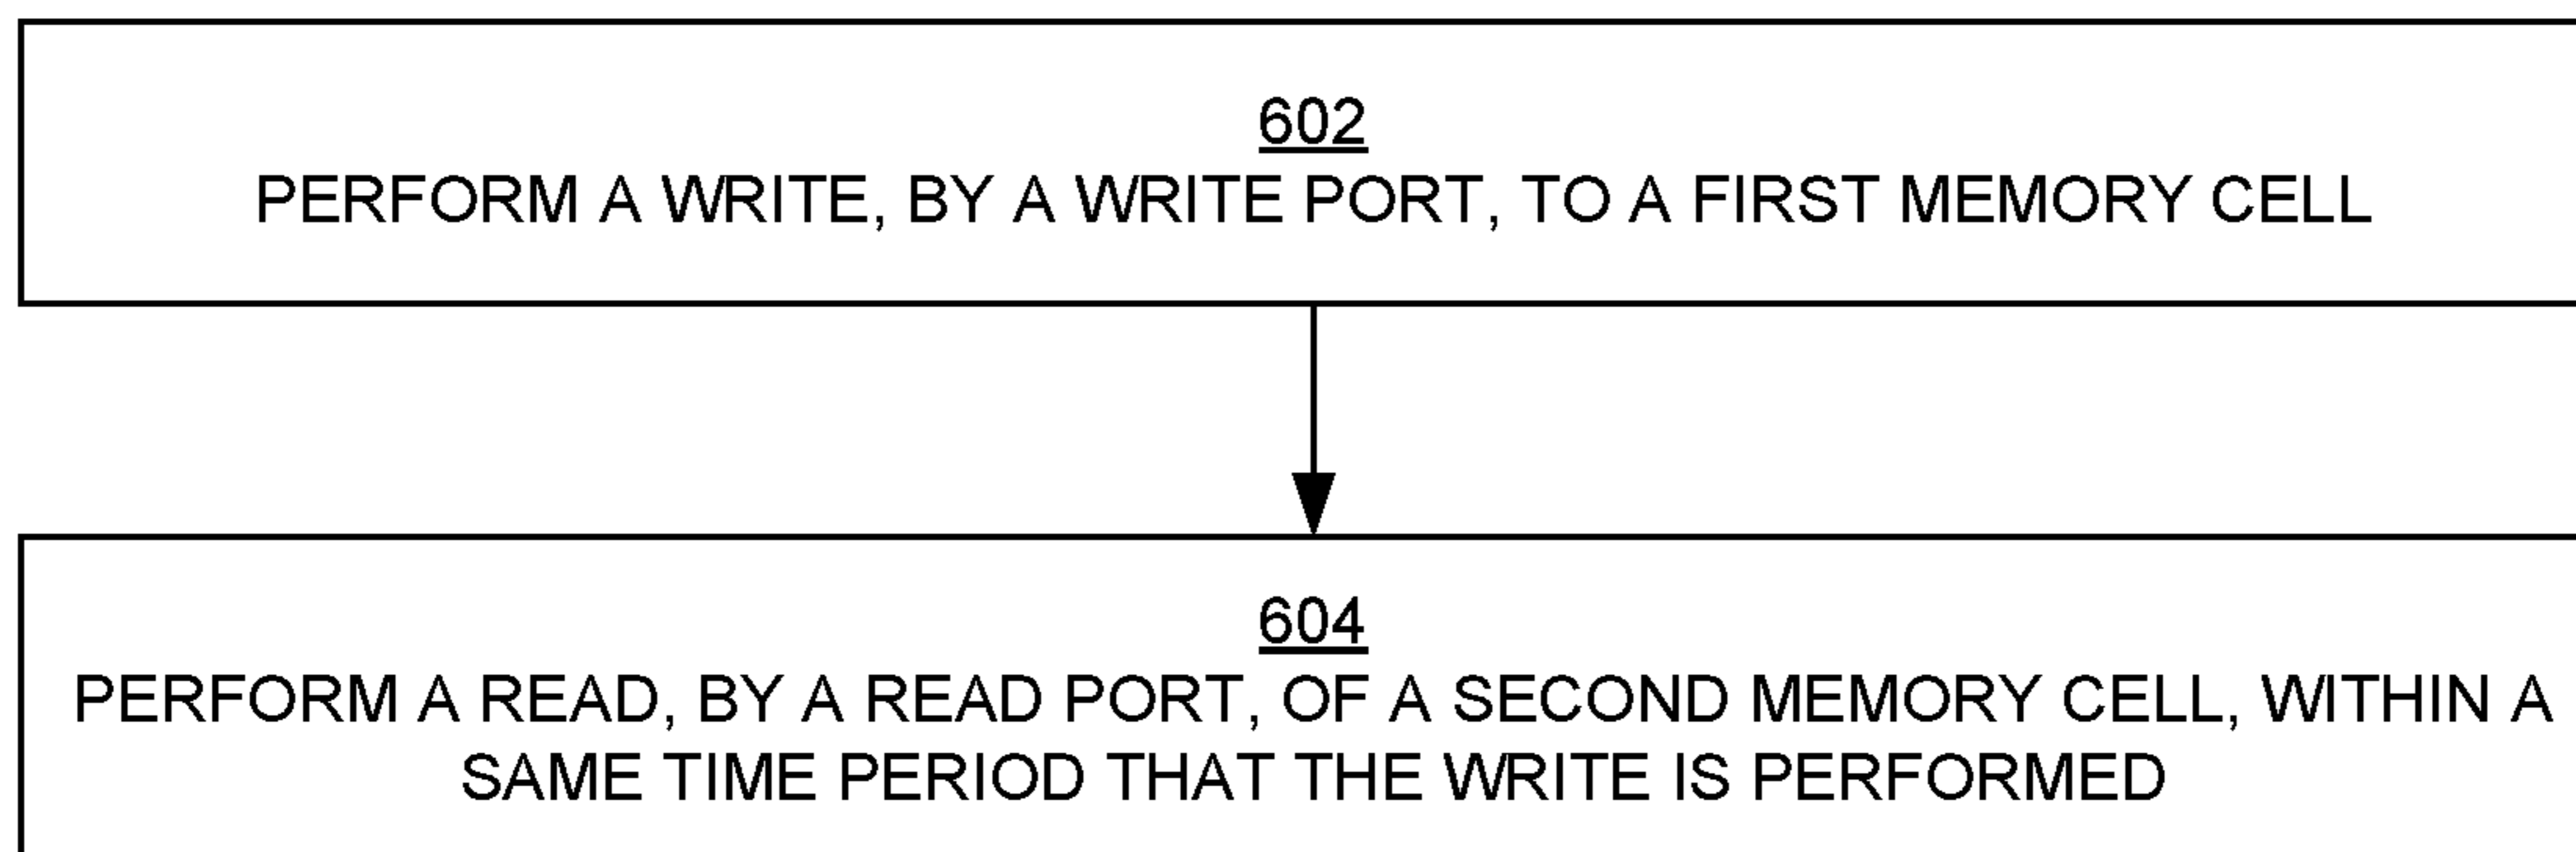 602
PERFORM A WRITE, BY A WRITE PORT, TO A FIRST MEMORY CELL
604
PERFORM A READ, BY A READ PORT, OF A SECOND MEMORY CELL, WITHIN A
SAME TIME PERIOD THAT THE WRITE IS PERFORMED